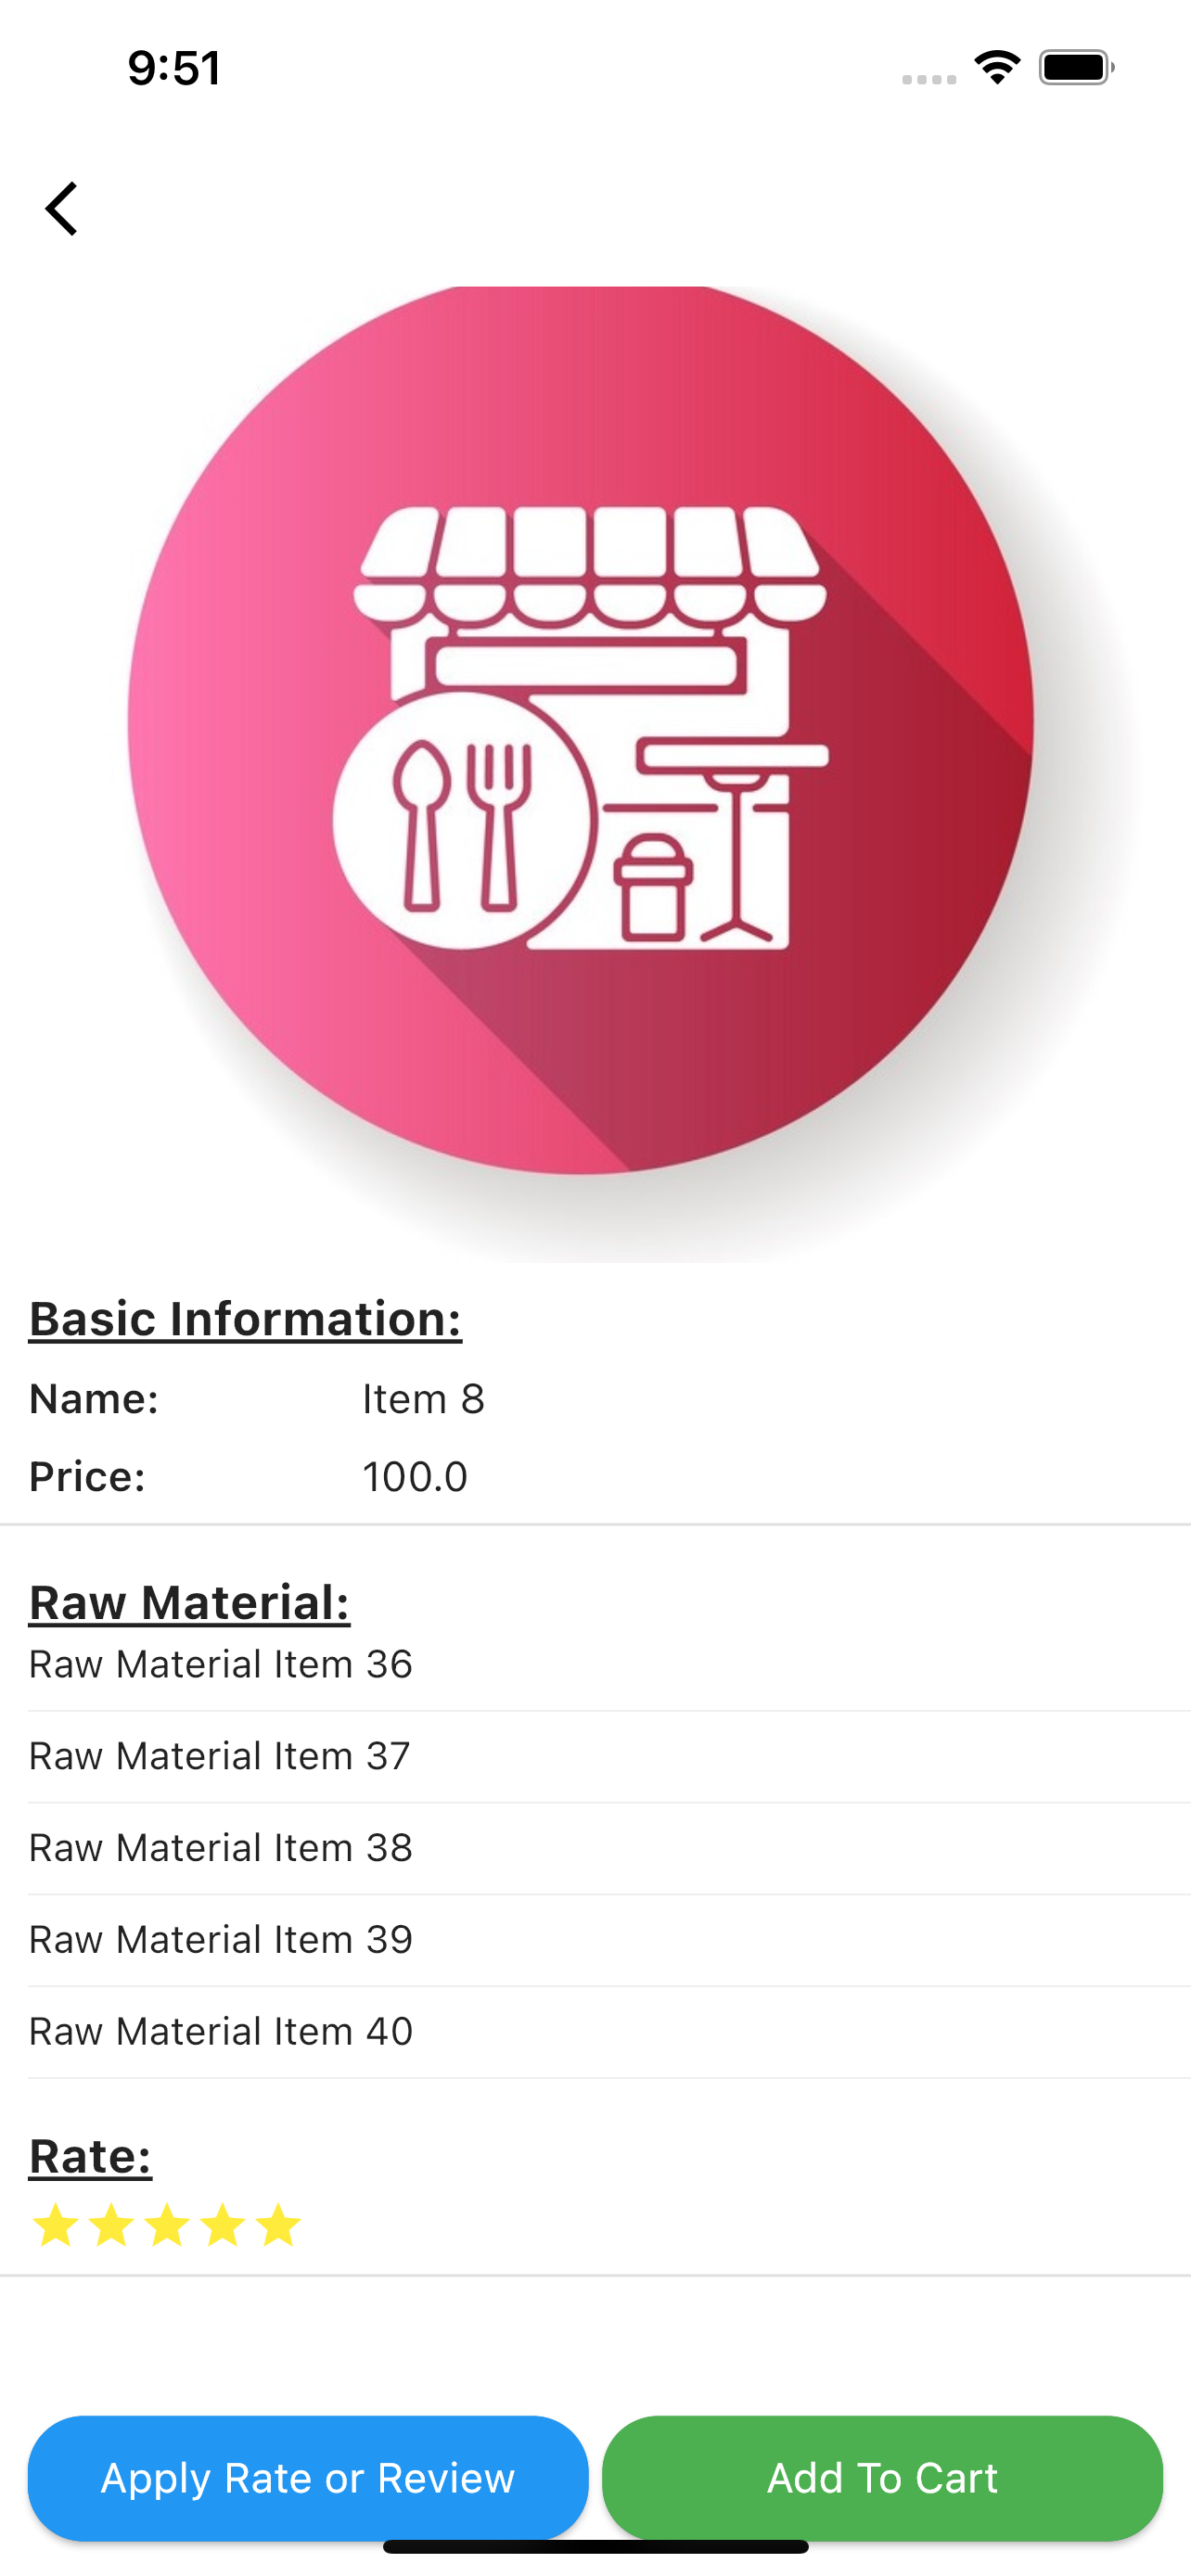 9:51
Basic Information:
Name: Item 8
Price: 100.0
Raw Material:
Raw Material Item 36
Raw Material Item 37
Raw Material Item 38
Raw Material Item 39
Raw Material Item 40
Rate:
Apply Rate or Review Add To Cart